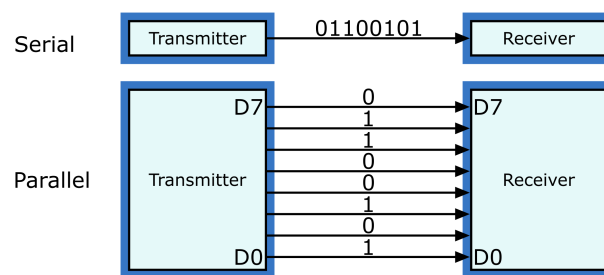 Serial Transmitter 01100101 Receiver
D7 0 D7
1
1
0
Parallel Transmitter 0 Receiver
1
0
D0 1 D0